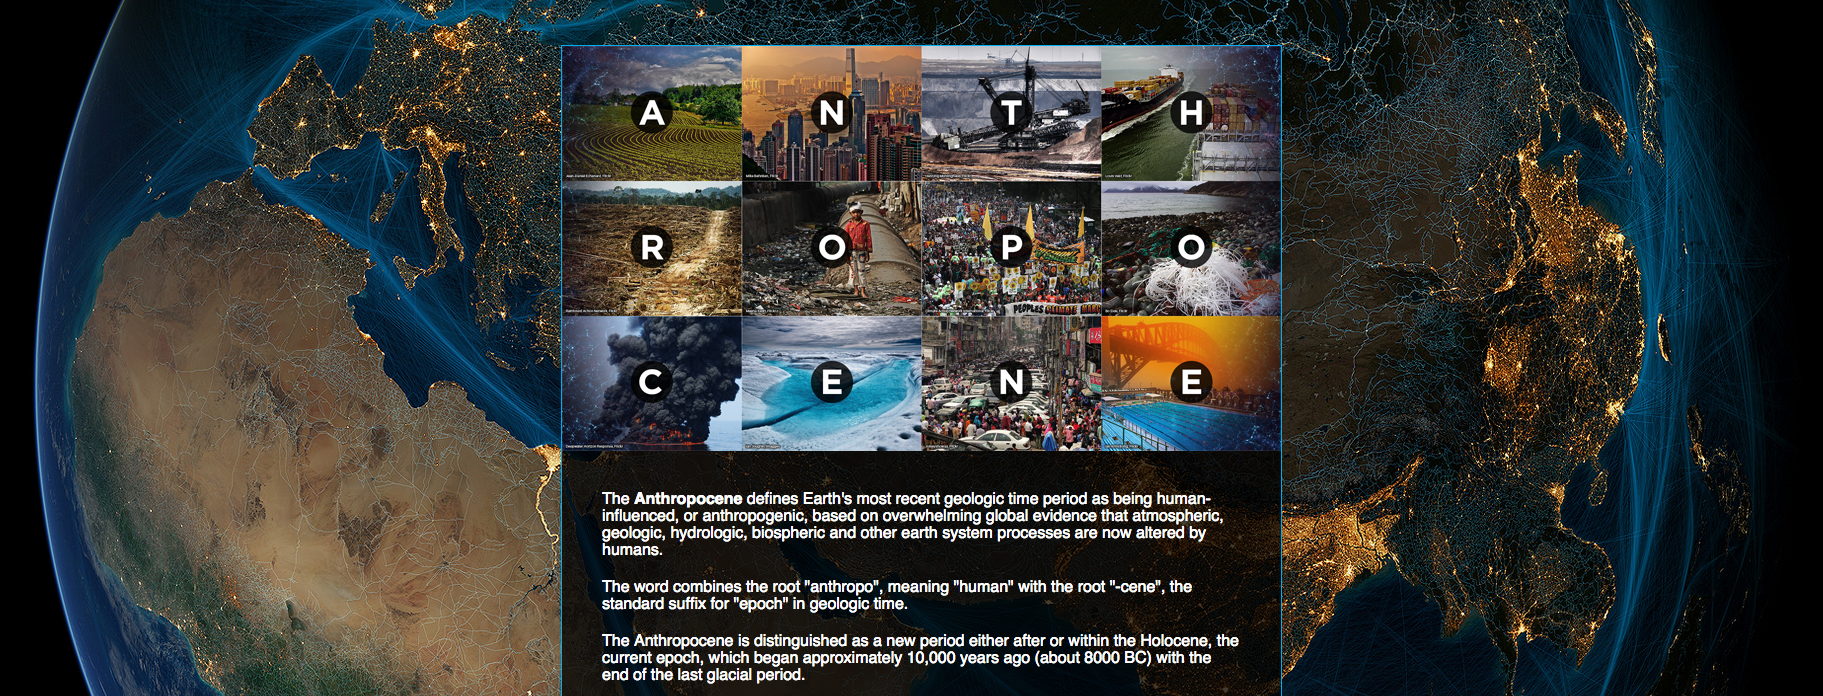 A N T H
R O P O
C E N E
PEOPLES CLIMATE MAR
The Anthropocene defines Earth's most recent geologic time period as being human-
influenced, or anthropogenic, based on overwhelming global evidence that atmospheric,
geologic, hydrologic, biospheric and other earth system processes are now altered by
humans.
The word combines the root "anthropo", meaning "human" with the root "-cene", the
standard suffix for "epoch" in geologic time.
The Anthropocene is distinguished as a new period either after or within the Holocene, the
current epoch, which began approximately 10,000 years ago (about 8000 BC) with the
end of the last glacial period.